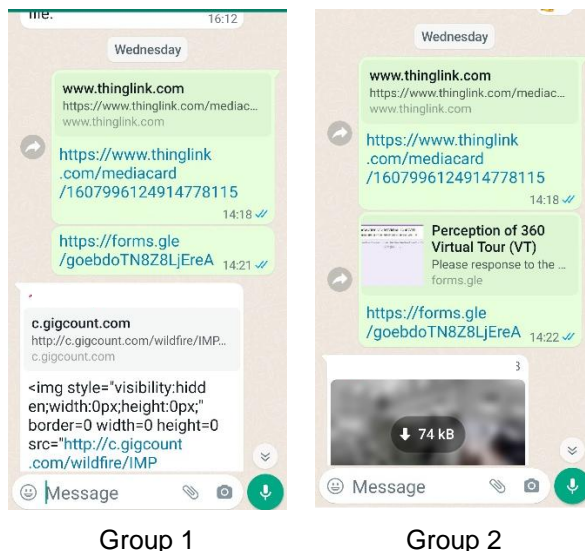 me.
16:12
Wednesday
www.thinglink.com
https://www.thinglink.com/mediac...
www.thinglink.com
https://www.thinglink
.com/mediacard
/1607996124914778115
14:18
https://forms.gle
/goebdoTN8Z8LjEreA 14:21
c.gigcount.com
http://c.gigcount.com/wildfire/IMP...
c.gigcount.com
<img style="visibility:hidd
en;width:0px;height:0px;"
border=0 width=0 height=0
src="http://c.gigcount
.com/wildfire/IMP
Message
Group 1
Wednesday
www.thinglink.com
https://www.thinglink.com/mediac...
www.thinglink.com
https://www.thinglink
.com/mediacard
/1607996124914778115
14:18
Perception of 360
Virtual Tour (VT)
Please response to the ...
forms.gle
https://forms.gle
/goebdoTN8Z8LjEreA 14:22
74 kB
Message
Group 2